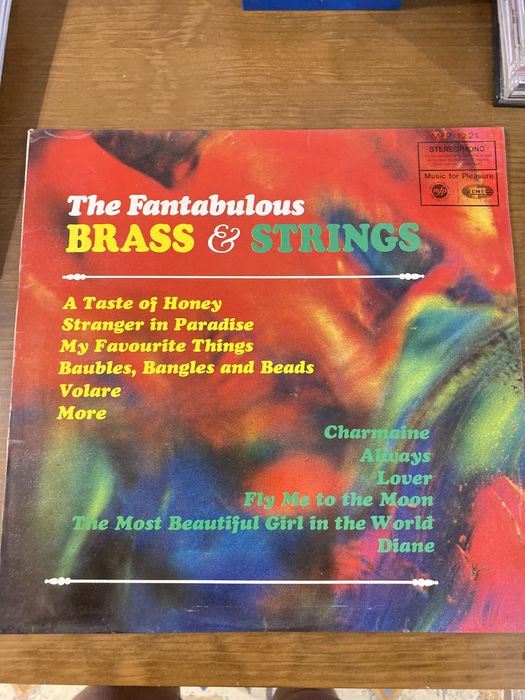 MFP 1221
STEREO/MONO
Music for Pleasure
mfp
EMI
The Fantabulous
BRASS & STRINGS
A Taste of Honey
Stranger in Paradise
My Favourite Things
Baubles, Bangles and Beads
Volare
More
Charmaine
Always
Lover
Fly Me to the Moon
The Most Beautiful Girl in the World
Diane